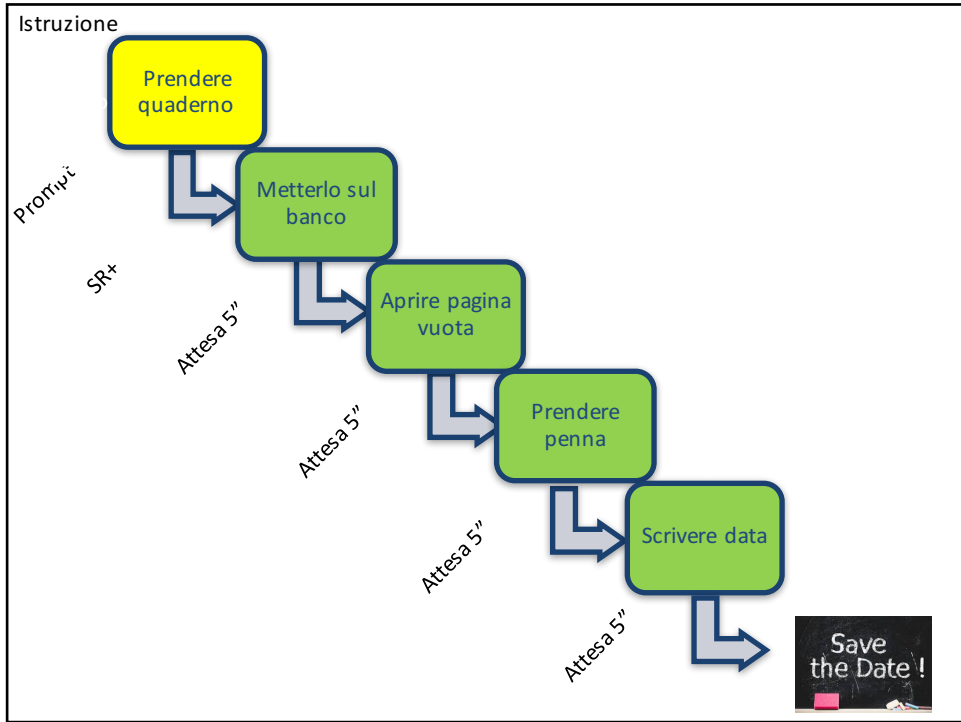 Istruzione
Prendere
quaderno
Prompt
Metterlo sul
banco
SR+
Aprire pagina
vuota
Attesa 5”
Prendere
penna
Attesa 5”
Scrivere data
Attesa 5”
Attesa 5”
Save
the Date !